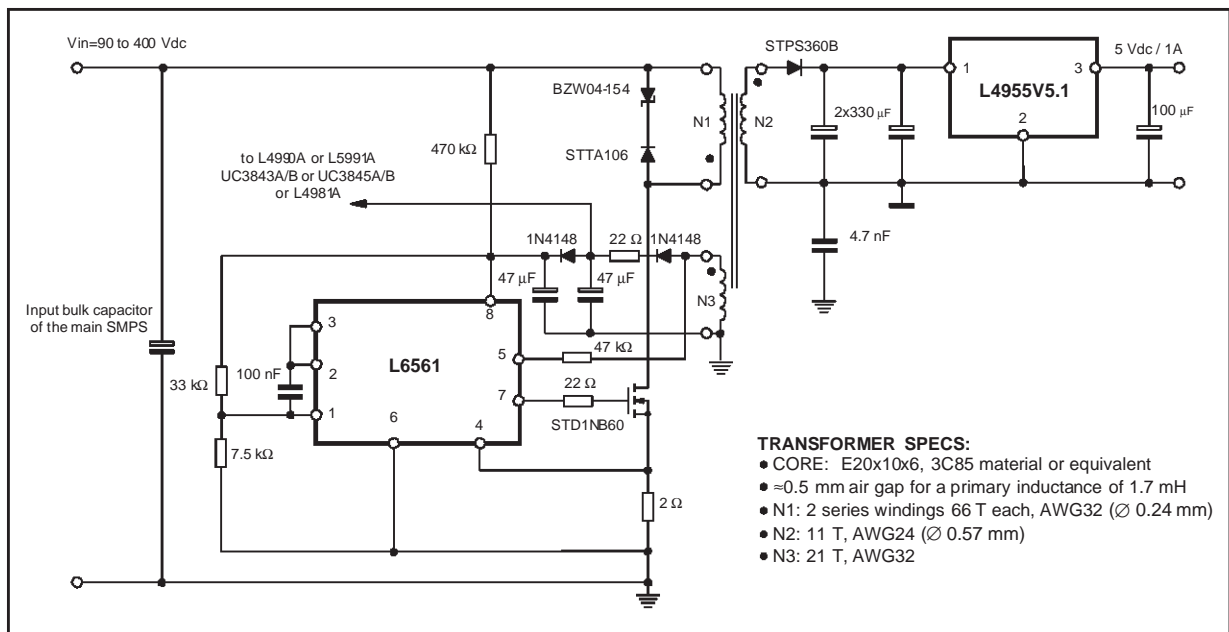 Vin=90 to 400 Vdc
STPS360B
5 Vdc / 1A
1
3
L4955V5.1
2
BZW04-154
N1
N2
2x330 μF
100 μF
470 kΩ
STTA106
to L4990A or L5991A
UC3843A/B or UC3845A/B
or L4981A
1N4148
22 Ω
1N4148
4.7 nF
47 μF
47 μF
N3
Input bulk capacitor
of the main SMPS
8
3
L6561
5
47 kΩ
2
100 nF
33 kΩ
7
22 Ω
1
6
4
STD1NB60
7.5 kΩ
2 Ω
TRANSFORMER SPECS:
● CORE: E20x10x6, 3C85 material or equivalent
● ≈0.5 mm air gap for a primary inductance of 1.7 mH
● N1: 2 series windings 66 T each, AWG32 (∅ 0.24 mm)
● N2: 11 T, AWG24 (∅ 0.57 mm)
● N3: 21 T, AWG32